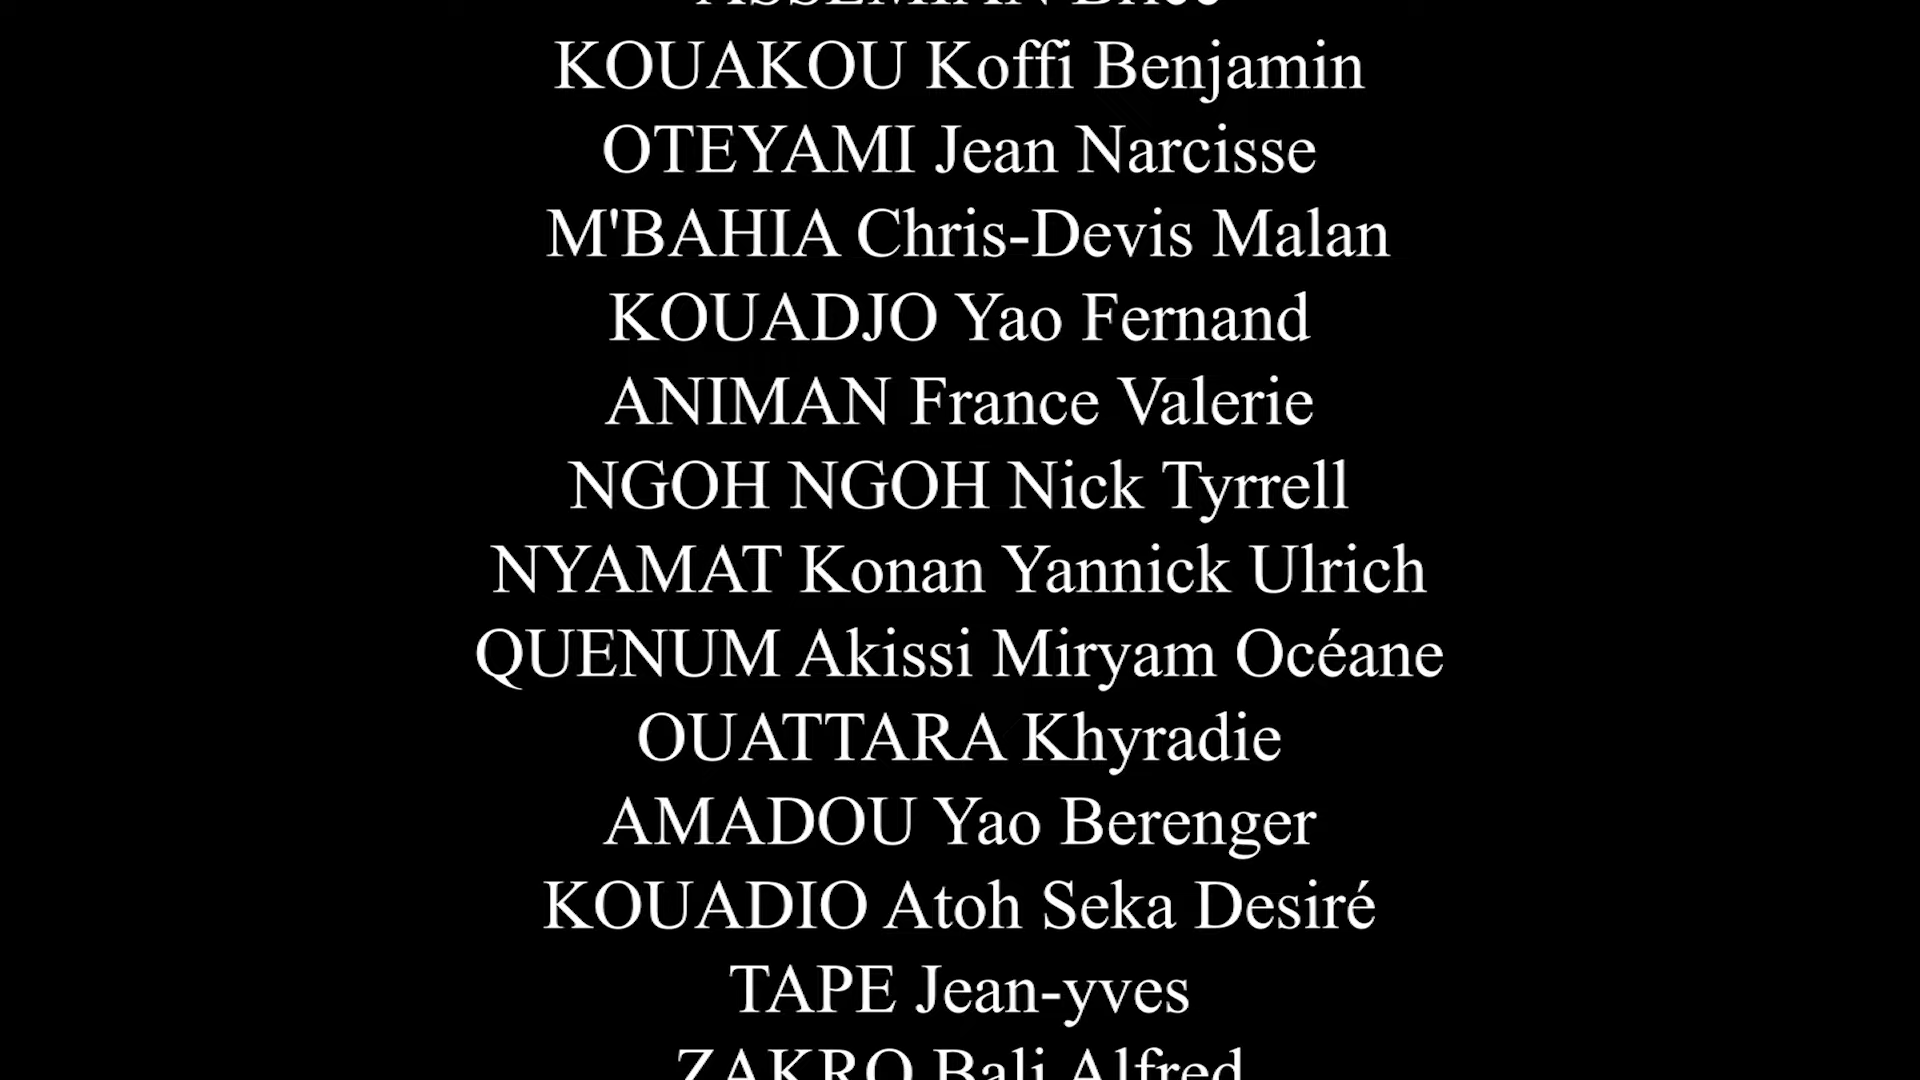 ASSEMIAN Brice
KOUAKOU Koffi Benjamin
OTEYAMI Jean Narcisse
M'BAHIA Chris-Devis Malan
KOUADJO Yao Fernand
ANIMAN France Valerie
NGOH NGOH Nick Tyrrell
NYAMAT Konan Yannick Ulrich
QUENUM Akissi Miryam Océane
OUATTARA Khyradie
AMADOU Yao Berenger
KOUADIO Atoh Seka Desiré
TAPE Jean-yves
ZAKRO Bali Alfred